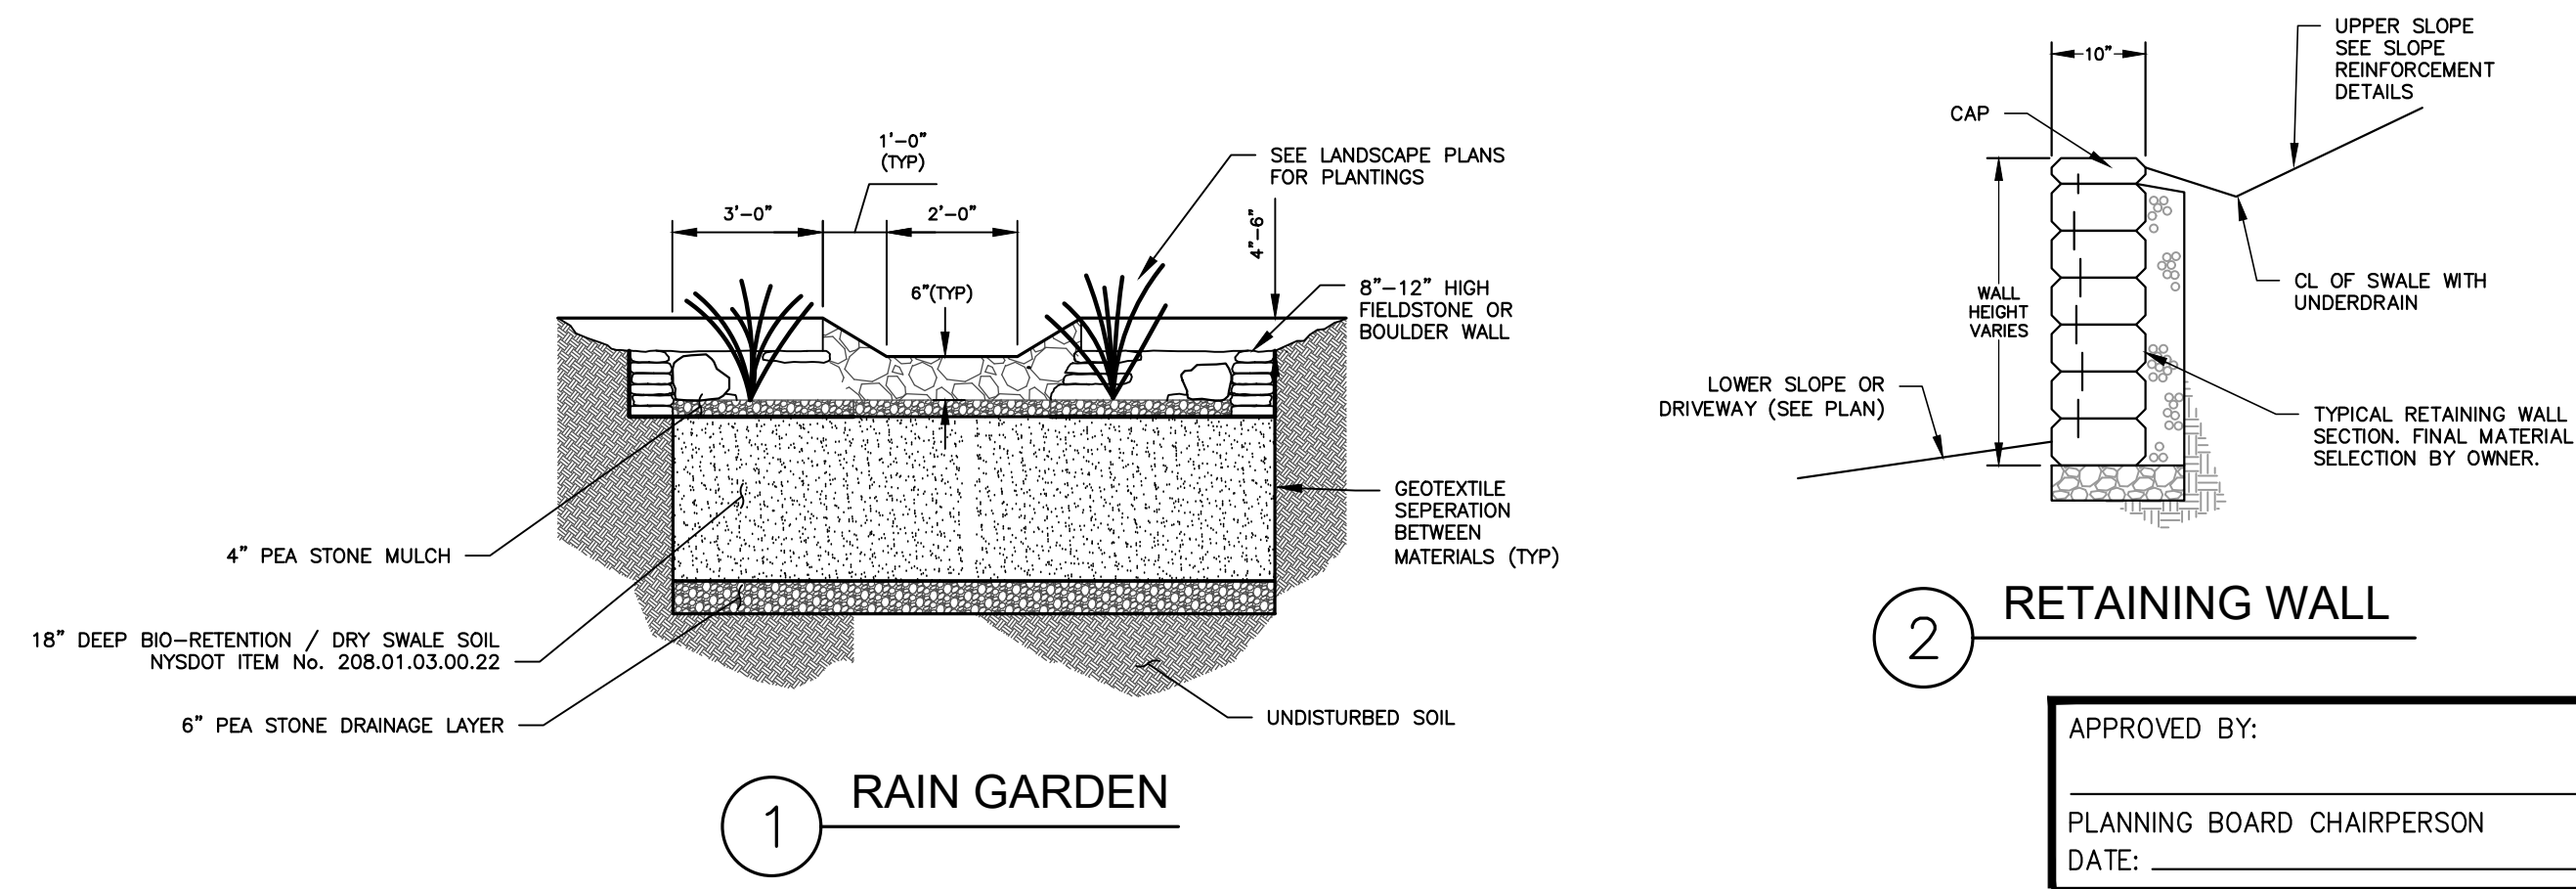 1'-0"
(TYP)
3'-0"
2'-0"
6"(TYP)
SEE LANDSCAPE PLANS
FOR PLANTINGS
4"-6"
8"-12" HIGH
FIELDSTONE OR
BOULDER WALL
GEOTEXTILE
SEPERATION
BETWEEN
MATERIALS (TYP)
4" PEA STONE MULCH
18" DEEP BIO-RETENTION / DRY SWALE SOIL
NYSDOT ITEM No. 208.01.03.00.22
6" PEA STONE DRAINAGE LAYER
UNDISTURBED SOIL
1 RAIN GARDEN
10"
UPPER SLOPE
SEE SLOPE
REINFORCEMENT
DETAILS
CAP
WALL
HEIGHT
VARIES
CL OF SWALE WITH
UNDERDRAIN
LOWER SLOPE OR
DRIVEWAY (SEE PLAN)
TYPICAL RETAINING WALL
SECTION. FINAL MATERIAL
SELECTION BY OWNER.
2 RETAINING WALL
APPROVED BY:
PLANNING BOARD CHAIRPERSON
DATE: